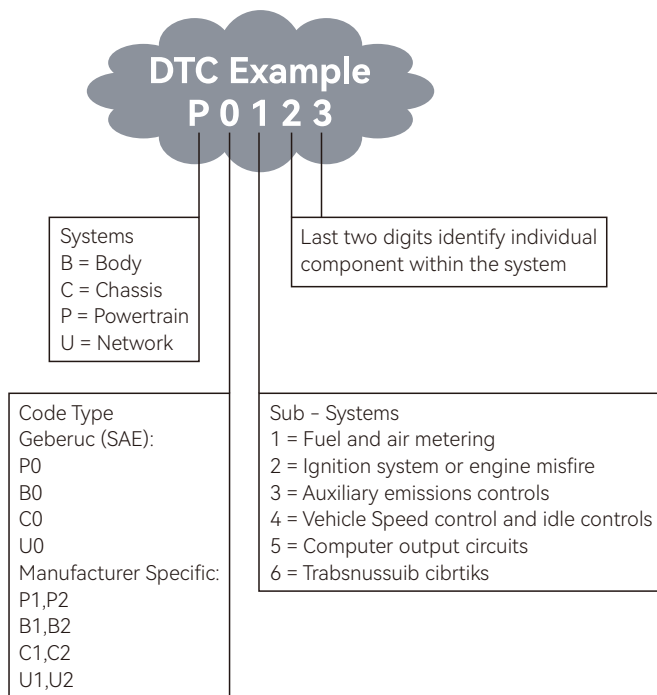 DTC Example
P 0 1 2 3
Systems
B = Body
C = Chassis
P = Powertrain
U = Network
Last two digits identify individual
component within the system
Code Type
Geberuc (SAE):
P0
B0
C0
U0
Manufacturer Specific:
P1,P2
B1,B2
C1,C2
U1,U2
Sub - Systems
1 = Fuel and air metering
2 = Ignition system or engine misfire
3 = Auxiliary emissions controls
4 = Vehicle Speed control and idle controls
5 = Computer output circuits
6 = Trabsnussuib cibrtiks